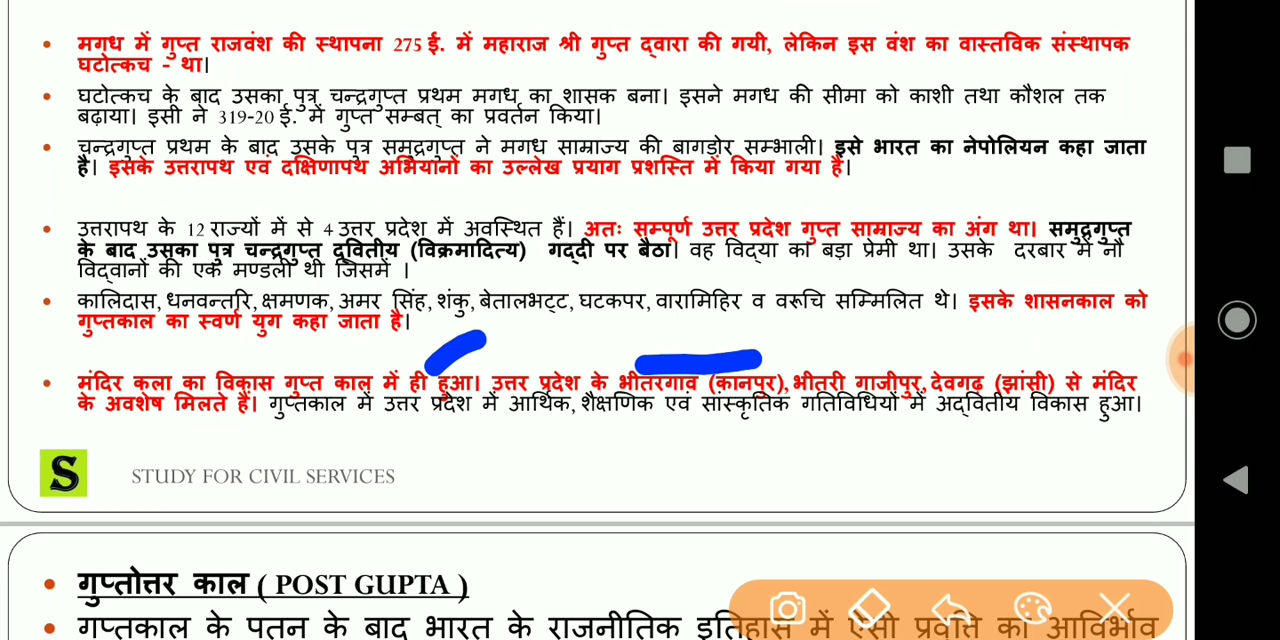 मगध में गुप्त राजवंश की स्थापना 275 ई. में महाराज श्री गुप्त द्वारा की गयी, लेकिन इस वंश का वास्तविक संस्थापक
घटोत्कच - था।
घटोत्कच के बाद उसका पुत्र चन्द्रगुप्त प्रथम मगध का शासक बना। इसने मगध की सीमा को काशी तथा कौशल तक
बढ़ाया। इसी ने 319-20 ई. में गुप्त सम्बत् का प्रवर्तन किया।
चन्द्रगुप्त प्रथम के बाद उसके पुत्र समुद्रगुप्त ने मगध साम्राज्य की बागडोर सम्भाली। इसे भारत का नेपोलियन कहा जाता
है। इसके उत्तरापथ एवं दक्षिणापथ अभियानों का उल्लेख प्रयाग प्रशस्ति में किया गया है।
उत्तरापथ के 12 राज्यों में से 4 उत्तर प्रदेश में अवस्थित हैं। अतः सम्पूर्ण उत्तर प्रदेश गुप्त साम्राज्य का अंग था। समुद्रगुप्त
के बाद उसका पुत्र चन्द्रगुप्त द्वितीय (विक्रमादित्य) गद्दी पर बैठा। वह विद्या का बड़ा प्रेमी था। उसके दरबार में नौ
विद्वानों की एक मण्डली थी जिसमें ।
कालिदास, धनवन्तरि, क्षमणक, अमर सिंह, शंकु, बेतालभट्ट, घटकपर, वारामिहिर व वरूचि सम्मिलित थे। इसके शासनकाल को
गुप्तकाल का स्वर्ण युग कहा जाता है।
मंदिर कला का विकास गुप्त काल में ही हुआ। उत्तर प्रदेश के भीतरगाव (कानपुर), भीतरी गाजीपुर, देवगढ़ (झांसी) से मंदिर
के अवशेष मिलते हैं। गुप्तकाल में उत्तर प्रदेश में आर्थिक, शैक्षणिक एवं सांस्कृतिक गतिविधियों में अद्वितीय विकास हुआ।
S STUDY FOR CIVIL SERVICES
गुप्तोत्तर काल ( POST GUPTA )
गुप्तकाल के पतन के बाद भारत के राजनीतिक इतिहास में ऐसी प्रवृत्ति का आविर्भाव